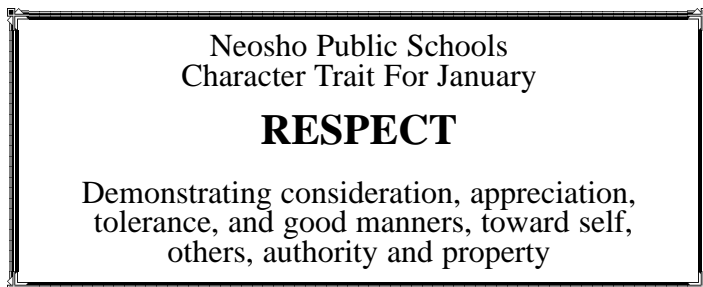 Neosho Public Schools
Character Trait For January
RESPECT
Demonstrating consideration, appreciation,
tolerance, and good manners, toward self,
others, authority and property